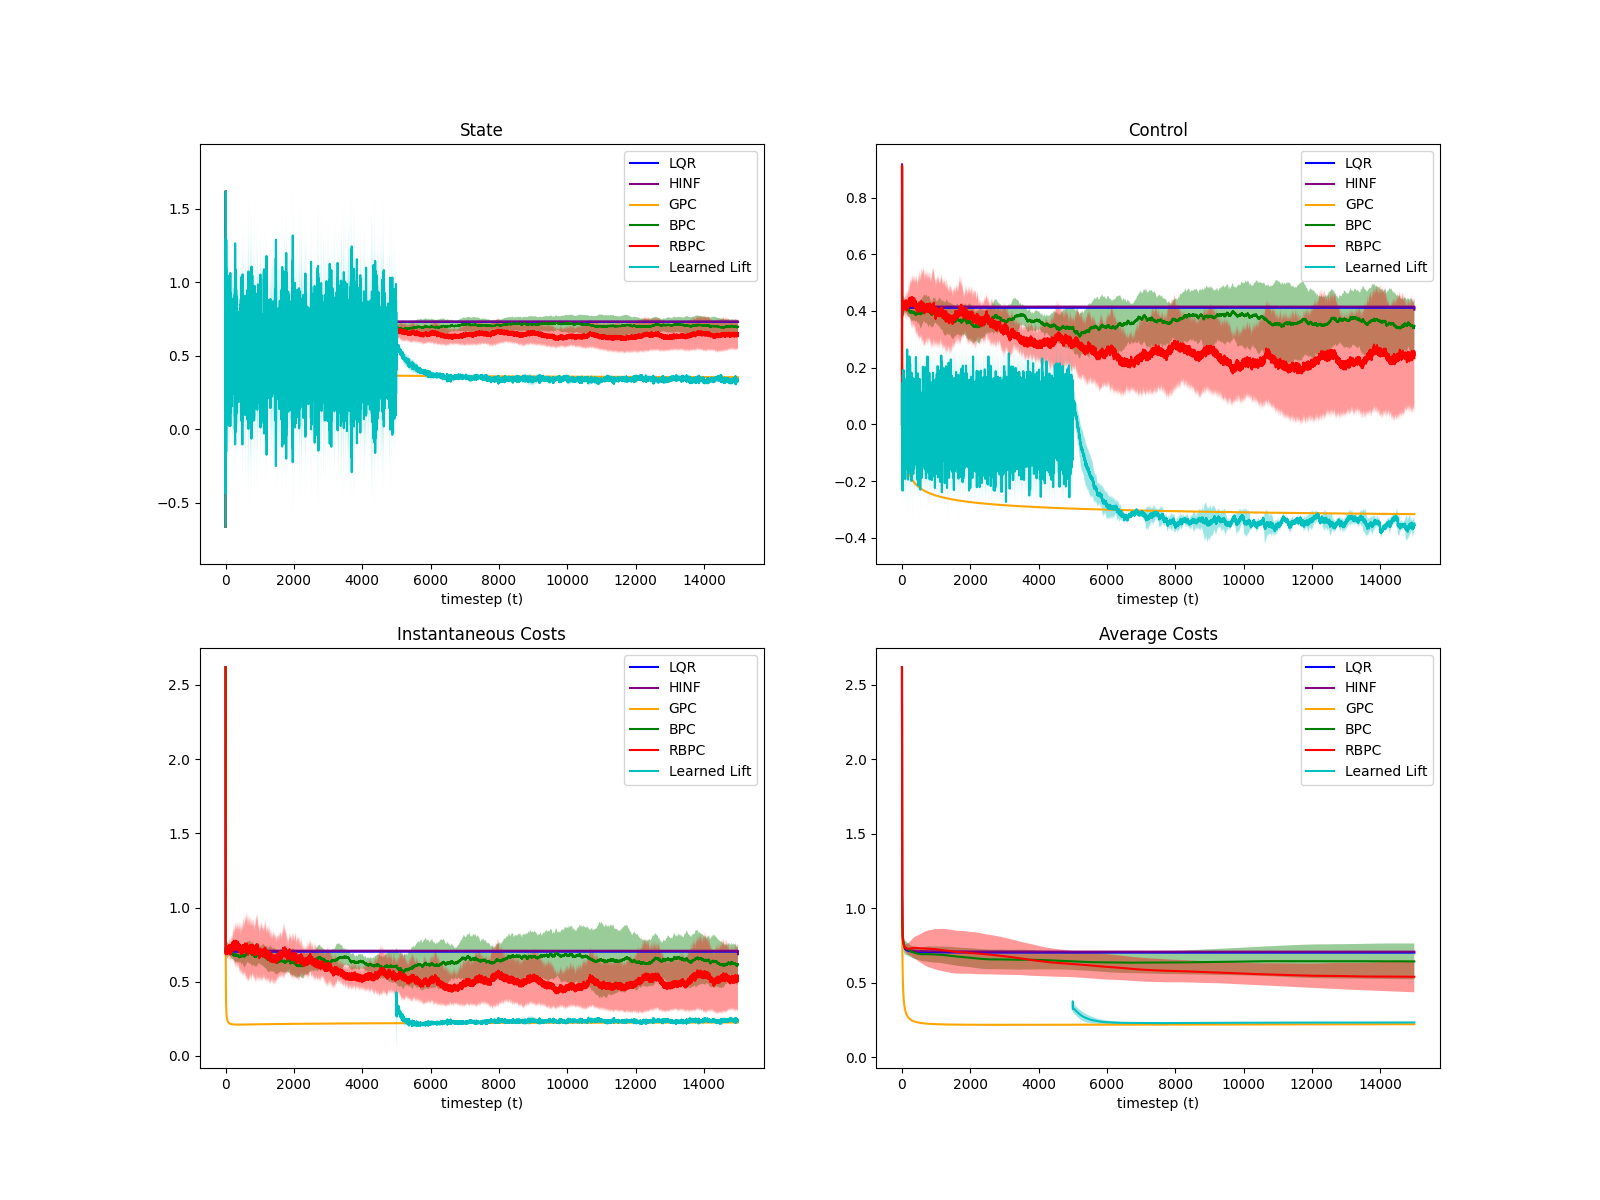 State
1.5
1.0
0.5
0.0
−0.5
0 2000 4000 6000 8000 10000 12000 14000
timestep (t)
LQR
HINF
GPC
BPC
RBPC
Learned Lift
Control
0.8
0.6
0.4
0.2
0.0
−0.2
−0.4
0 2000 4000 6000 8000 10000 12000 14000
timestep (t)
LQR
HINF
GPC
BPC
RBPC
Learned Lift
Instantaneous Costs
2.5
2.0
1.5
1.0
0.5
0.0
0 2000 4000 6000 8000 10000 12000 14000
timestep (t)
LQR
HINF
GPC
BPC
RBPC
Learned Lift
Average Costs
2.5
2.0
1.5
1.0
0.5
0.0
0 2000 4000 6000 8000 10000 12000 14000
timestep (t)
LQR
HINF
GPC
BPC
RBPC
Learned Lift